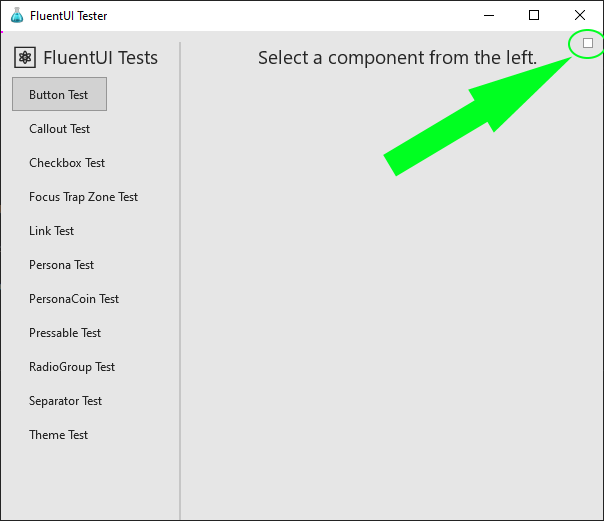 FluentUI Tester
FluentUI Tests
Select a component from the left.
Button Test
Callout Test
Checkbox Test
Focus Trap Zone Test
Link Test
Persona Test
PersonaCoin Test
Pressable Test
RadioGroup Test
Separator Test
Theme Test